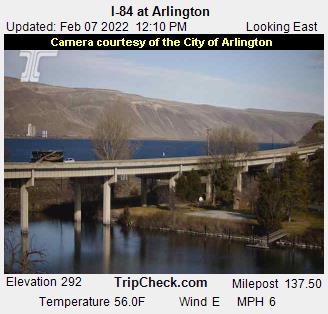 I-84 at Arlington
Updated: Feb 07 2022 12:10 PM Looking East
Camera courtesy of the City of Arlington
Elevation 292 TripCheck.com Milepost 137.50
Temperature 56.0F Wind E MPH 6